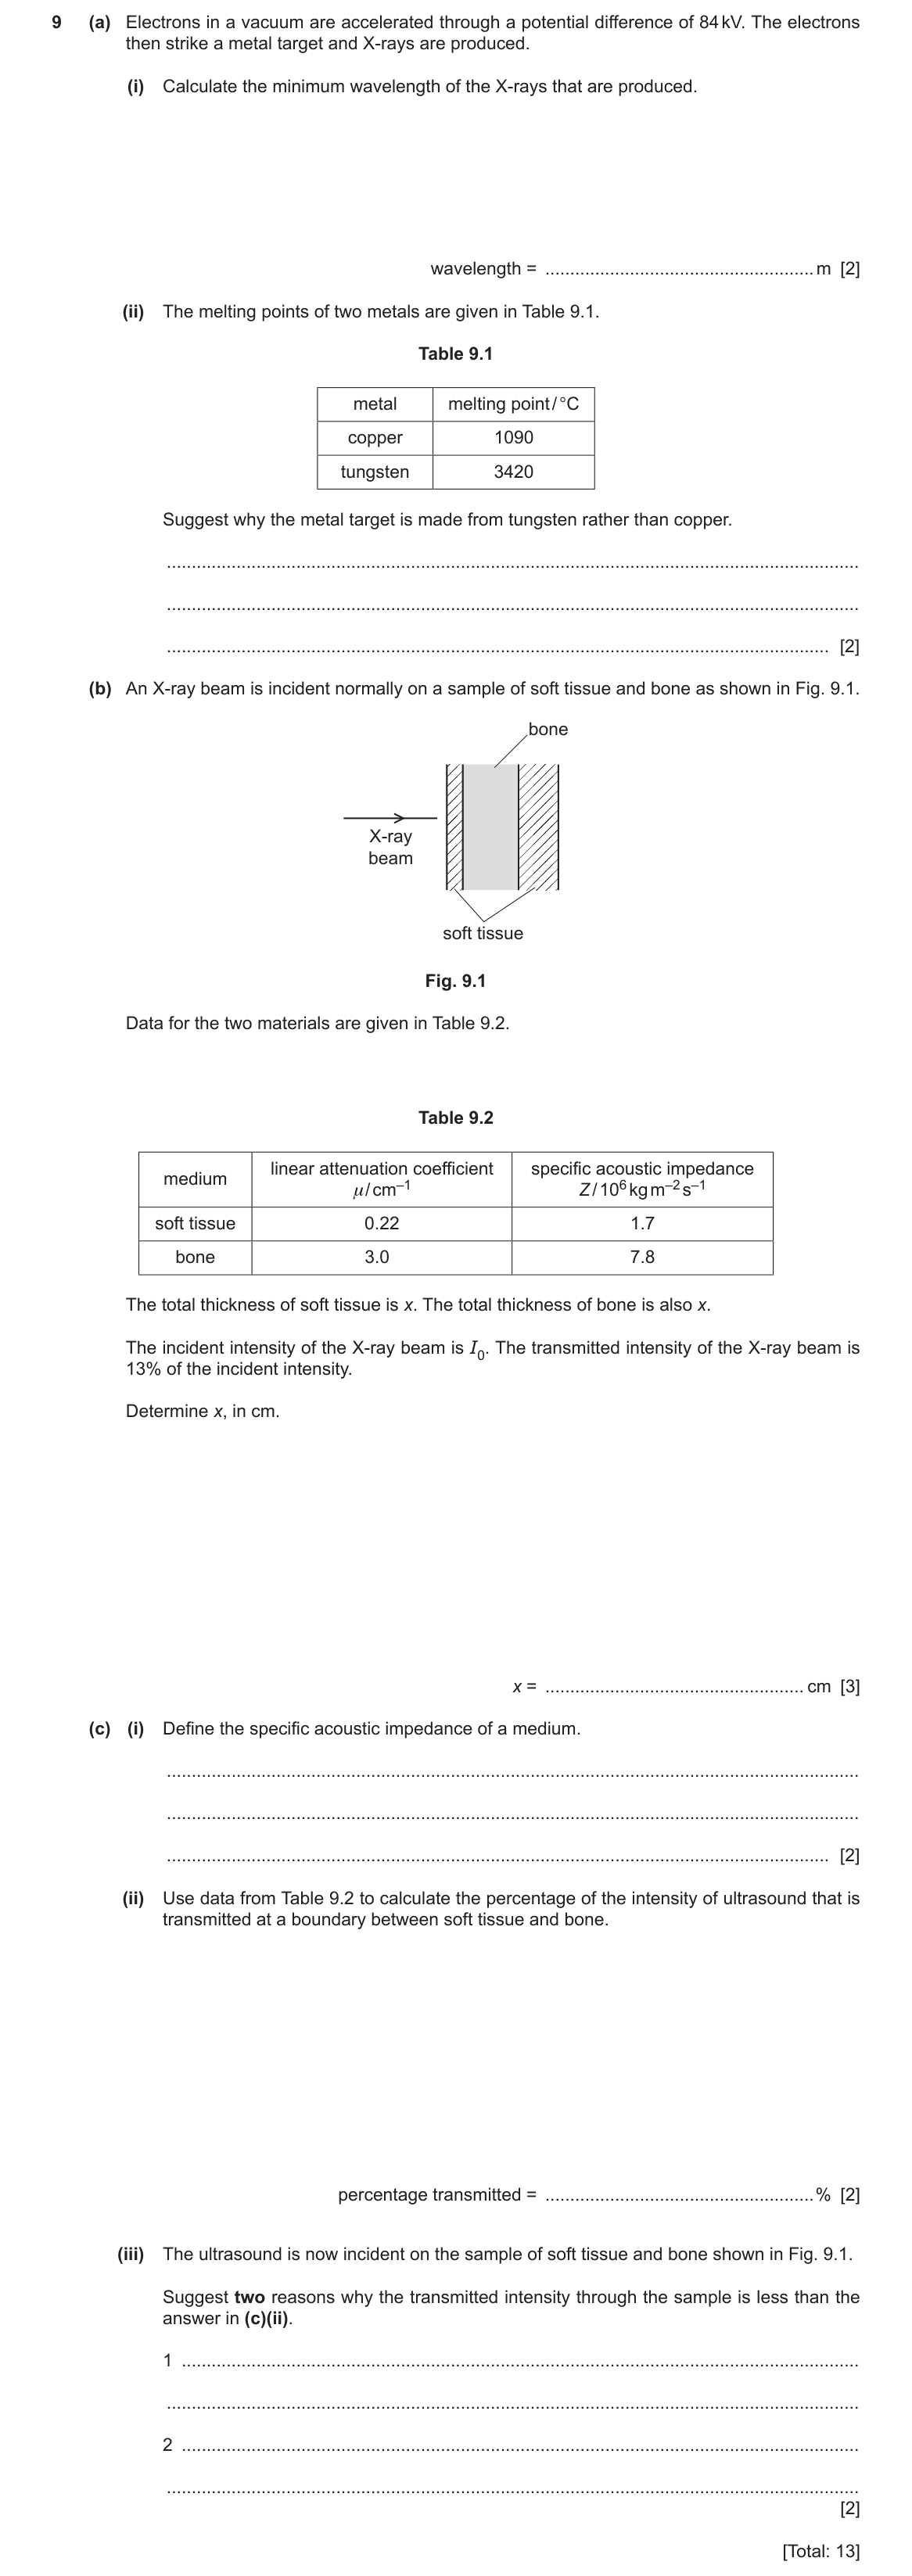 9 (a) Electrons in a vacuum are accelerated through a potential difference of 84 kV. The electrons
then strike a metal target and X-rays are produced.
(i) Calculate the minimum wavelength of the X-rays that are produced.
wavelength = ...................................................... m [2]
(ii) The melting points of two metals are given in Table 9.1.
Table 9.1
metal melting point / °C
copper 1090
tungsten 3420
Suggest why the metal target is made from tungsten rather than copper.
...........................................................................................................................................
...........................................................................................................................................
..................................................................................................................................... [2]
(b) An X-ray beam is incident normally on a sample of soft tissue and bone as shown in Fig. 9.1.
bone
X-ray
beam
soft tissue
Fig. 9.1
Data for the two materials are given in Table 9.2.
Table 9.2
medium linear attenuation coefficient μ / cm⁻¹ specific acoustic impedance Z / 10⁶ kg m⁻² s⁻¹
soft tissue 0.22 1.7
bone 3.0 7.8
The total thickness of soft tissue is x. The total thickness of bone is also x.
The incident intensity of the X-ray beam is I₀. The transmitted intensity of the X-ray beam is
13% of the incident intensity.
Determine x, in cm.
x = .................................................... cm [3]
(c) (i) Define the specific acoustic impedance of a medium.
...........................................................................................................................................
...........................................................................................................................................
..................................................................................................................................... [2]
(ii) Use data from Table 9.2 to calculate the percentage of the intensity of ultrasound that is
transmitted at a boundary between soft tissue and bone.
percentage transmitted = ...................................................... % [2]
(iii) The ultrasound is now incident on the sample of soft tissue and bone shown in Fig. 9.1.
Suggest two reasons why the transmitted intensity through the sample is less than the
answer in (c)(ii).
1 ........................................................................................................................................
...........................................................................................................................................
2 ........................................................................................................................................
...........................................................................................................................................
[2]
[Total: 13]